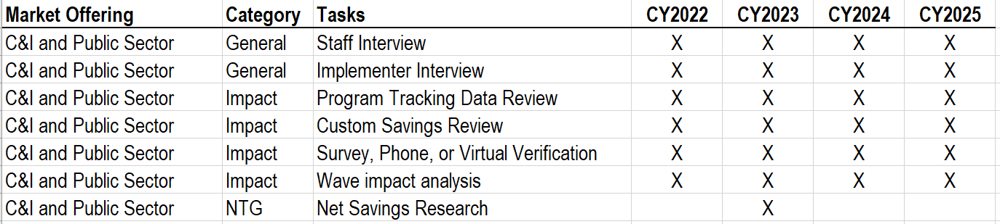 Market Offering Category Tasks CY2022 CY2023 CY2024 CY2025
C&I and Public Sector General Staff Interview X X X X
C&I and Public Sector General Implementer Interview X X X X
C&I and Public Sector Impact Program Tracking Data Review X X X X
C&I and Public Sector Impact Custom Savings Review X X X X
C&I and Public Sector Impact Survey, Phone, or Virtual Verification X X X X
C&I and Public Sector Impact Wave impact analysis X X X X
C&I and Public Sector NTG Net Savings Research X